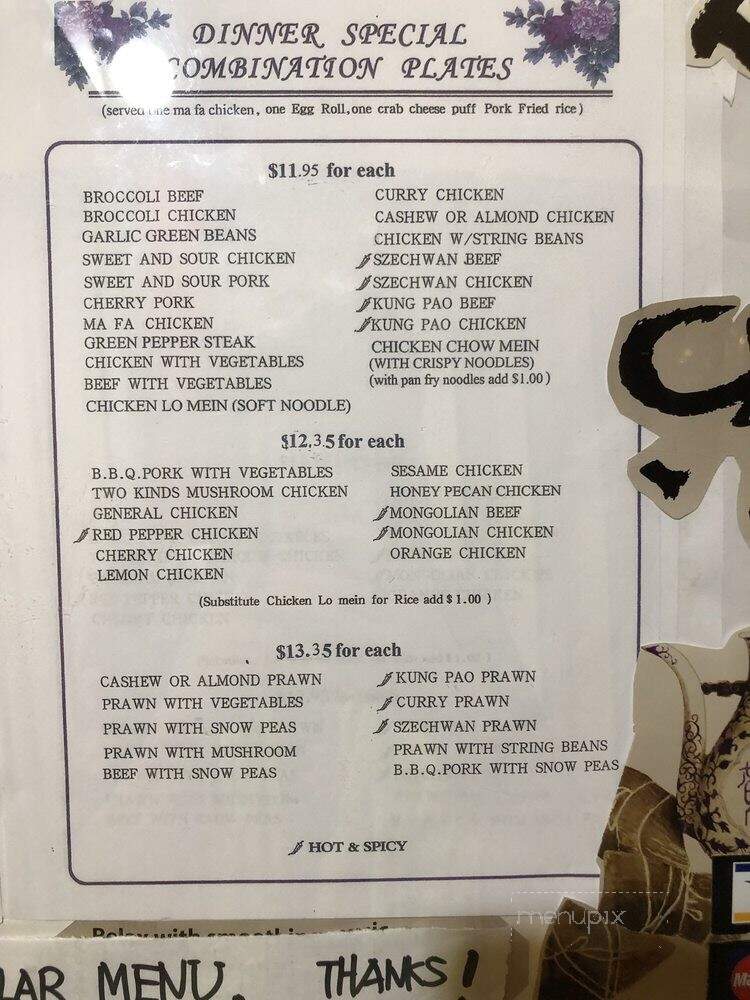 DINNER SPECIAL
COMBINATION PLATES
(served one ma fa chicken, one Egg Roll,one crab cheese puff Pork Fried rice)
$11.95 for each
BROCCOLI BEEF
BROCCOLI CHICKEN
GARLIC GREEN BEANS
SWEET AND SOUR CHICKEN
SWEET AND SOUR PORK
CHERRY PORK
MA FA CHICKEN
GREEN PEPPER STEAK
CHICKEN WITH VEGETABLES
BEEF WITH VEGETABLES
CHICKEN LO MEIN (SOFT NOODLE)
CURRY CHICKEN
CASHEW OR ALMOND CHICKEN
CHICKEN W/STRING BEANS
SZECHWAN BEEF
SZECHWAN CHICKEN
KUNG PAO BEEF
KUNG PAO CHICKEN
CHICKEN CHOW MEIN
(WITH CRISPY NOODLES)
(with pan fry noodles add $1.00)
$12.35 for each
B.B.Q.PORK WITH VEGETABLES
TWO KINDS MUSHROOM CHICKEN
GENERAL CHICKEN
RED PEPPER CHICKEN
CHERRY CHICKEN
LEMON CHICKEN
SESAME CHICKEN
HONEY PECAN CHICKEN
MONGOLIAN BEEF
MONGOLIAN CHICKEN
ORANGE CHICKEN
(Substitute Chicken Lo mein for Rice add $1.00 )
$13.35 for each
CASHEW OR ALMOND PRAWN
PRAWN WITH VEGETABLES
PRAWN WITH SNOW PEAS
PRAWN WITH MUSHROOM
BEEF WITH SNOW PEAS
KUNG PAO PRAWN
CURRY PRAWN
SZECHWAN PRAWN
PRAWN WITH STRING BEANS
B.B.Q.PORK WITH SNOW PEAS
HOT & SPICY
menupix
LAR MENU. THANKS!